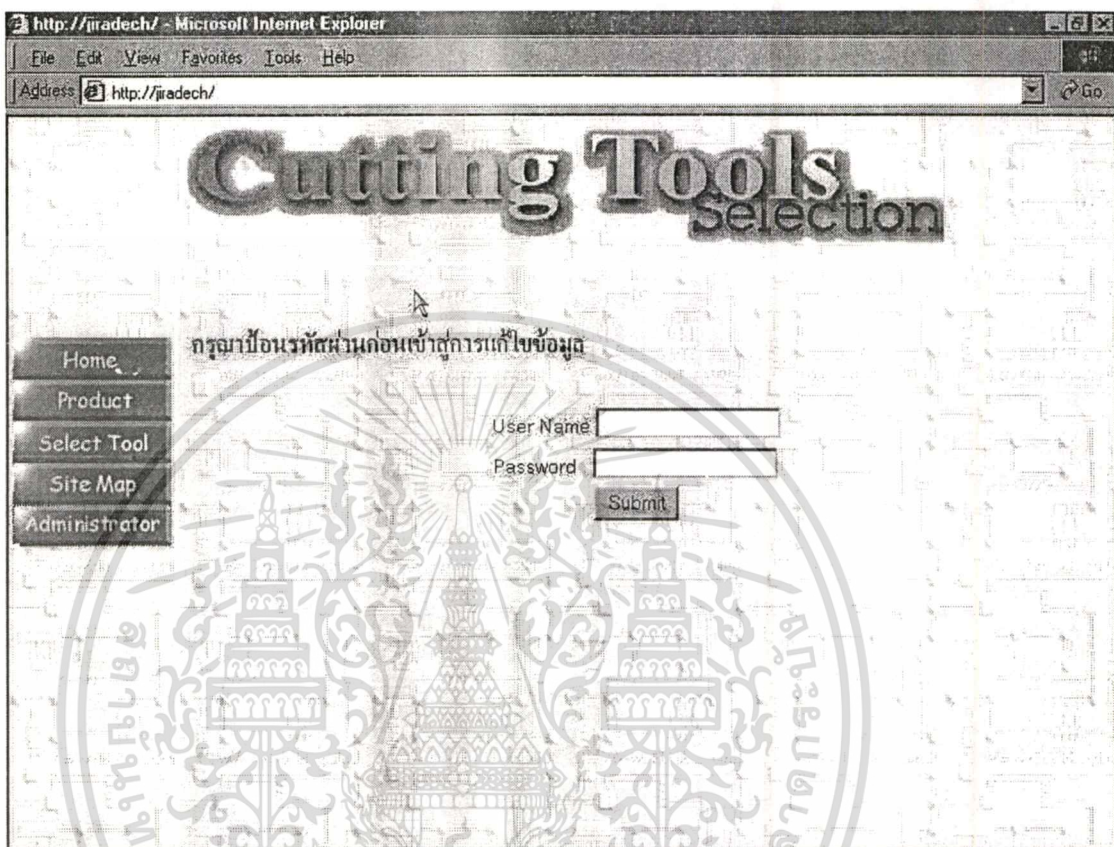 http://jiradech/ - Microsoft Internet Explorer
File Edit View Favorites Tools Help
Address http://jiradech/ Go
Cutting Tools
Selection
กรุณาป้อนรหัสผ่านก่อนเข้าสู่การแก้ไขข้อมูล
Home
Product
Select Tool
Site Map
Administrator
User Name
Password
Submit